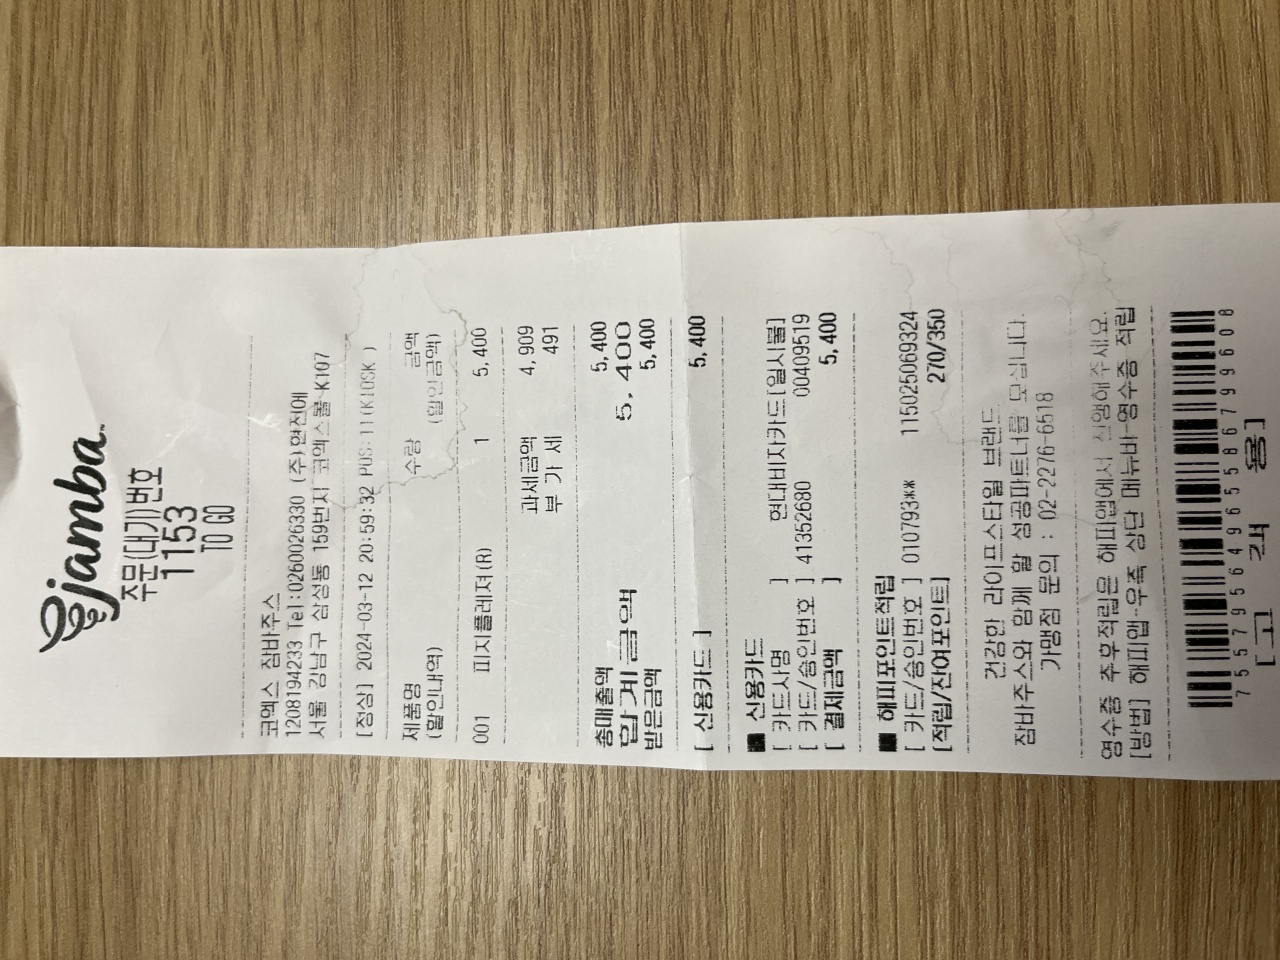 jamba
주문(대기)번호
1153
TO GO
코엑스 잠바주스
1208194233 Tel:0260026330 (주)한진에
서울 강남구 삼성동 159번지 코엑스몰 K107
[정상] 2024-03-12 20:59:32 POS:11(KIOSK )
제품명 수량 금액
(할인내역) (할인금액)
001 피치플레저(R) 1 5,400
과세금액 4,909
부 가 세 491
총매출액 5,400
합계금액 5,400
받은금액 5,400
[ 신용카드 ] 5,400
■ 신용카드
[ 카드사명 ] 현대비자카드[일시불]
[ 카드/승인번호 ] 41352680 00409519
[ 결제금액 ] 5,400
■ 해피포인트적립
[ 카드/승인번호 ] 010793** 115025069324
[적립/잔여포인트] 270/350
건강한 라이프스타일 브랜드
잠바주스와 함께 할 성공파트너를 모십니다.
가맹점 문의 : 02-2276-6518
영수증 추후적립은 해피앱에서 진행해주세요.
[방법] 해피앱-우측 상단 메뉴바-영수증 적립
75579564965586799608
[ 고 객 용 ]